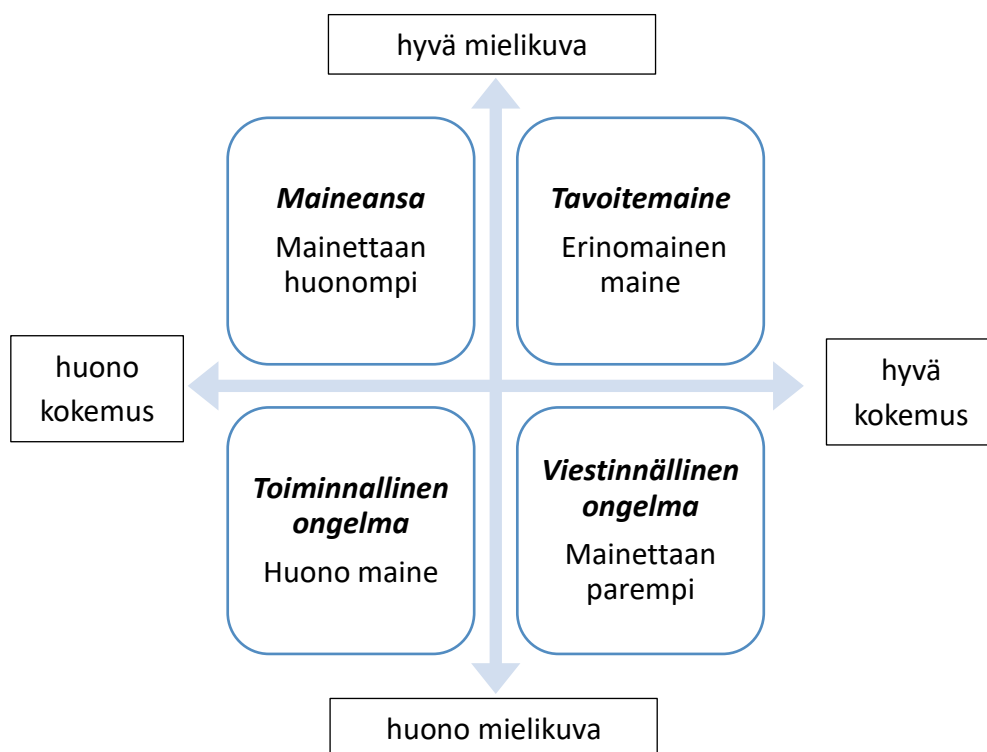 hyvä mielikuva
Maineansa
Mainettaan
huonompi
Tavoitemaine
Erinomainen
maine
huono
kokemus
hyvä
kokemus
Toiminnallinen
ongelma
Huono maine
Viestinnällinen
ongelma
Mainettaan
parempi
huono mielikuva